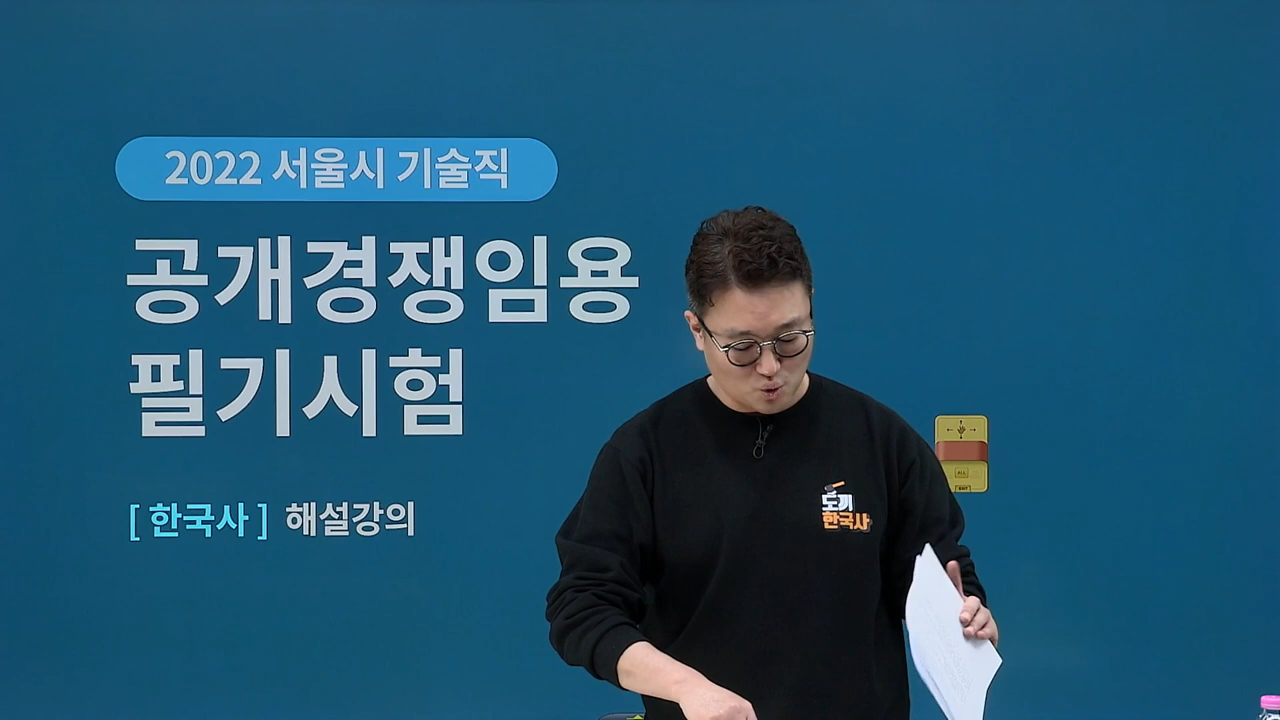 2022 서울시 기술직
공개경쟁임용
필기시험
[ 한국사 ] 해설강의
도끼
한국사
EXIT